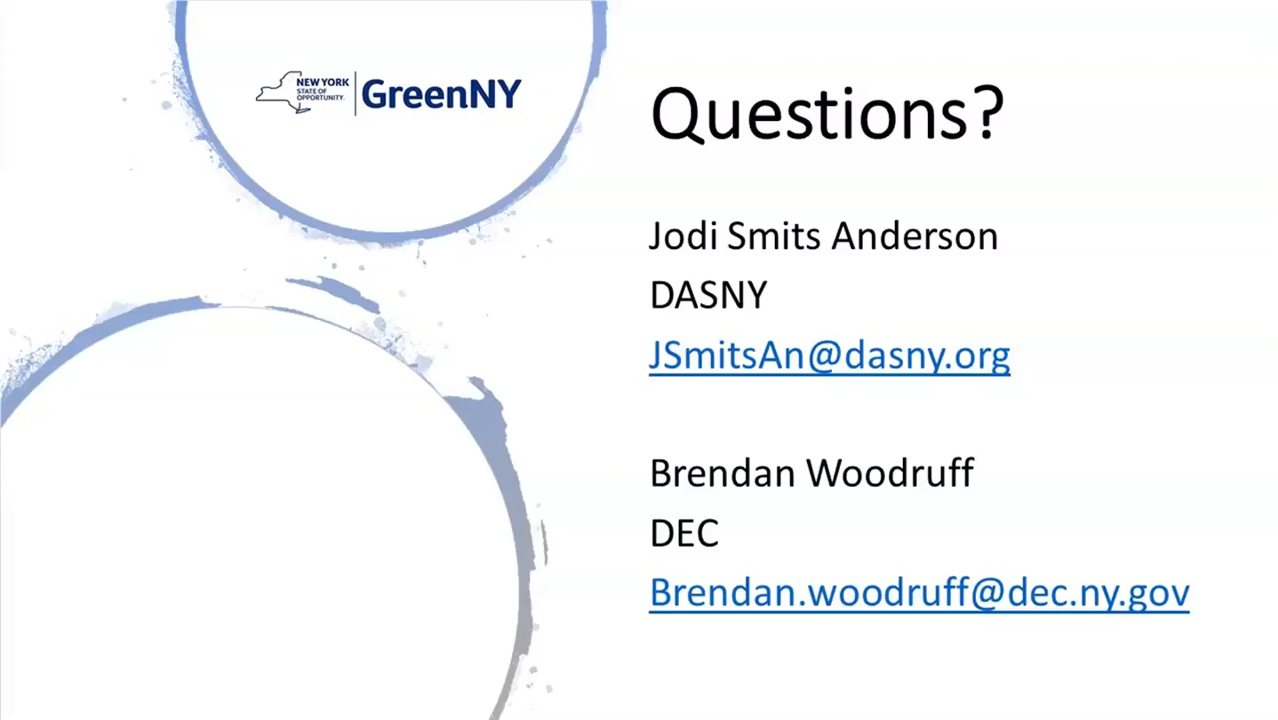 NEW YORK
STATE OF
OPPORTUNITY.
GreenNY
Questions?
Jodi Smits Anderson
DASNY
JSmitsAn@dasny.org
Brendan Woodruff
DEC
Brendan.woodruff@dec.ny.gov